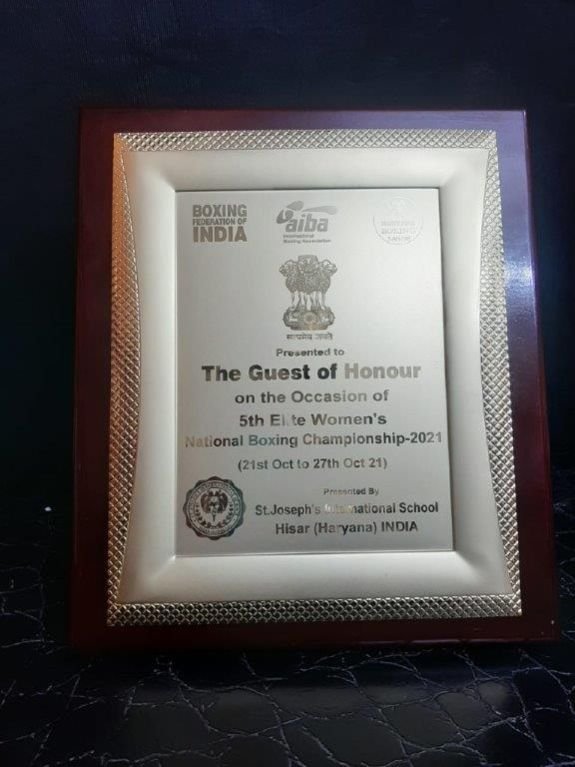 BOXING
FEDERATION OF
INDIA
aiba
International
Boxing Association
BOXING
सत्यमेव जयते
Presented to
The Guest of Honour
on the Occasion of
5th Elite Women's
National Boxing Championship-2021
(21st Oct to 27th Oct 21)
Presented By
St.Joseph's International School
Hisar (Haryana) INDIA